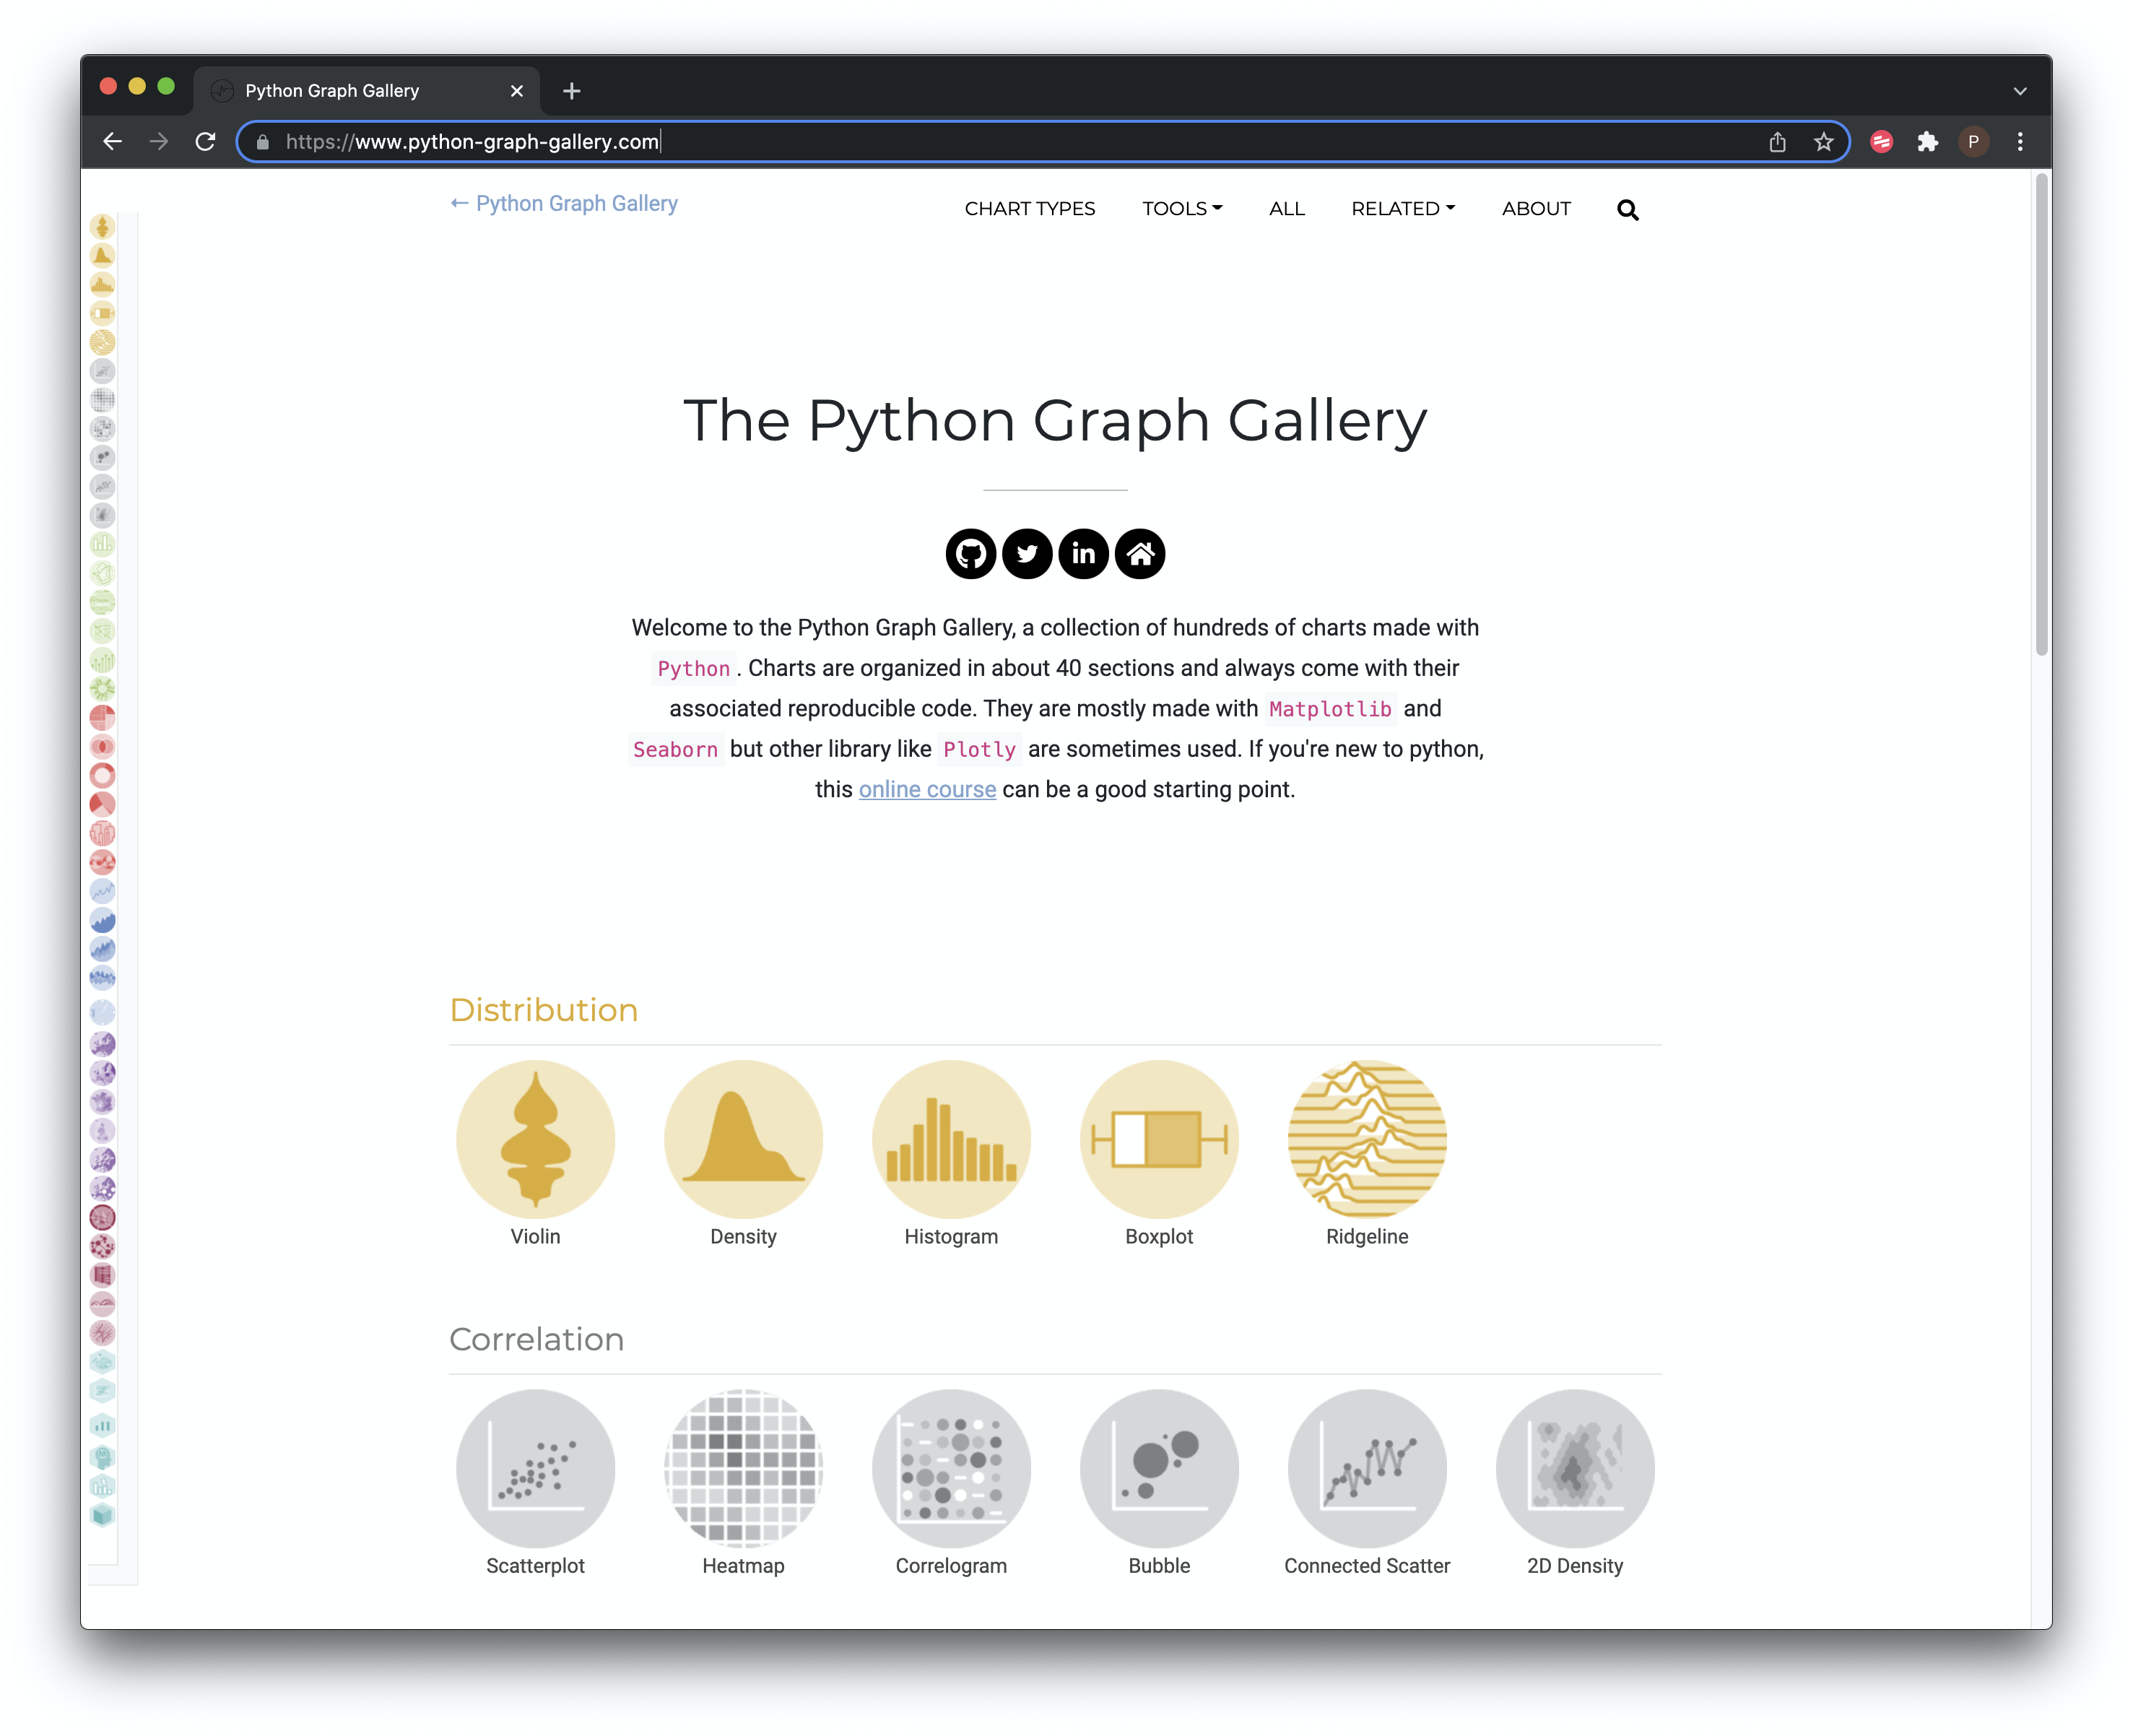 Python Graph Gallery
https://www.python-graph-gallery.com
P
← Python Graph Gallery
CHART TYPES TOOLS ALL RELATED ABOUT
The Python Graph Gallery
in
Welcome to the Python Graph Gallery, a collection of hundreds of charts made with
Python. Charts are organized in about 40 sections and always come with their
associated reproducible code. They are mostly made with Matplotlib and
Seaborn but other library like Plotly are sometimes used. If you're new to python,
this online course can be a good starting point.
Distribution
Violin Density Histogram Boxplot Ridgeline
Correlation
Scatterplot Heatmap Correlogram Bubble Connected Scatter 2D Density